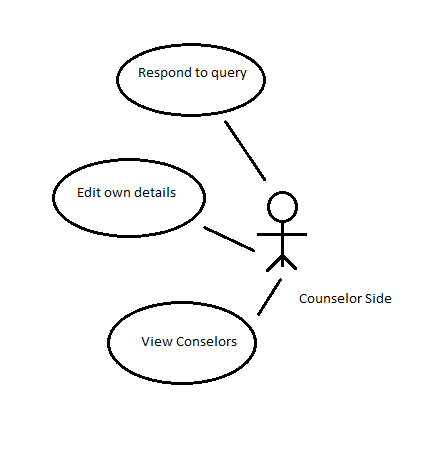 Respond to query
Edit own details
Counselor Side
View Conselors